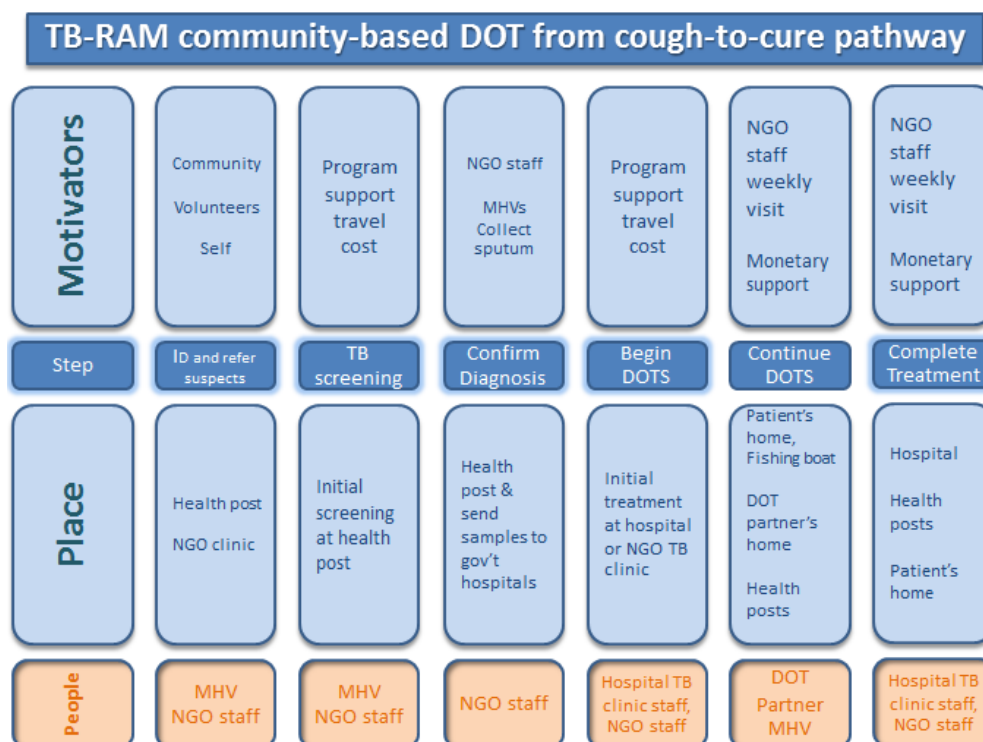 TB-RAM community-based DOT from cough-to-cure pathway
Motivators
Community
Volunteers
Self
Program
support
travel
cost
NGO staff
MHVs
Collect
sputum
Program
support
travel
cost
NGO
staff
weekly
visit
Monetary
support
NGO
staff
weekly
visit
Monetary
support
Step
ID and refer
suspects
TB
screening
Confirm
Diagnosis
Begin
DOTS
Continue
DOTS
Complete
Treatment
Place
Health post
NGO clinic
Initial
screening
at health
post
Health
post &
send
samples to
gov't
hospitals
Initial
treatment
at hospital
or NGO TB
clinic
Patient's
home,
Fishing boat
DOT
partner's
home
Health
posts
Hospital
Health
posts
Patient's
home
People
MHV
NGO staff
MHV
NGO staff
NGO staff
Hospital TB
clinic staff,
NGO staff
DOT
Partner
MHV
Hospital TB
clinic staff,
NGO staff